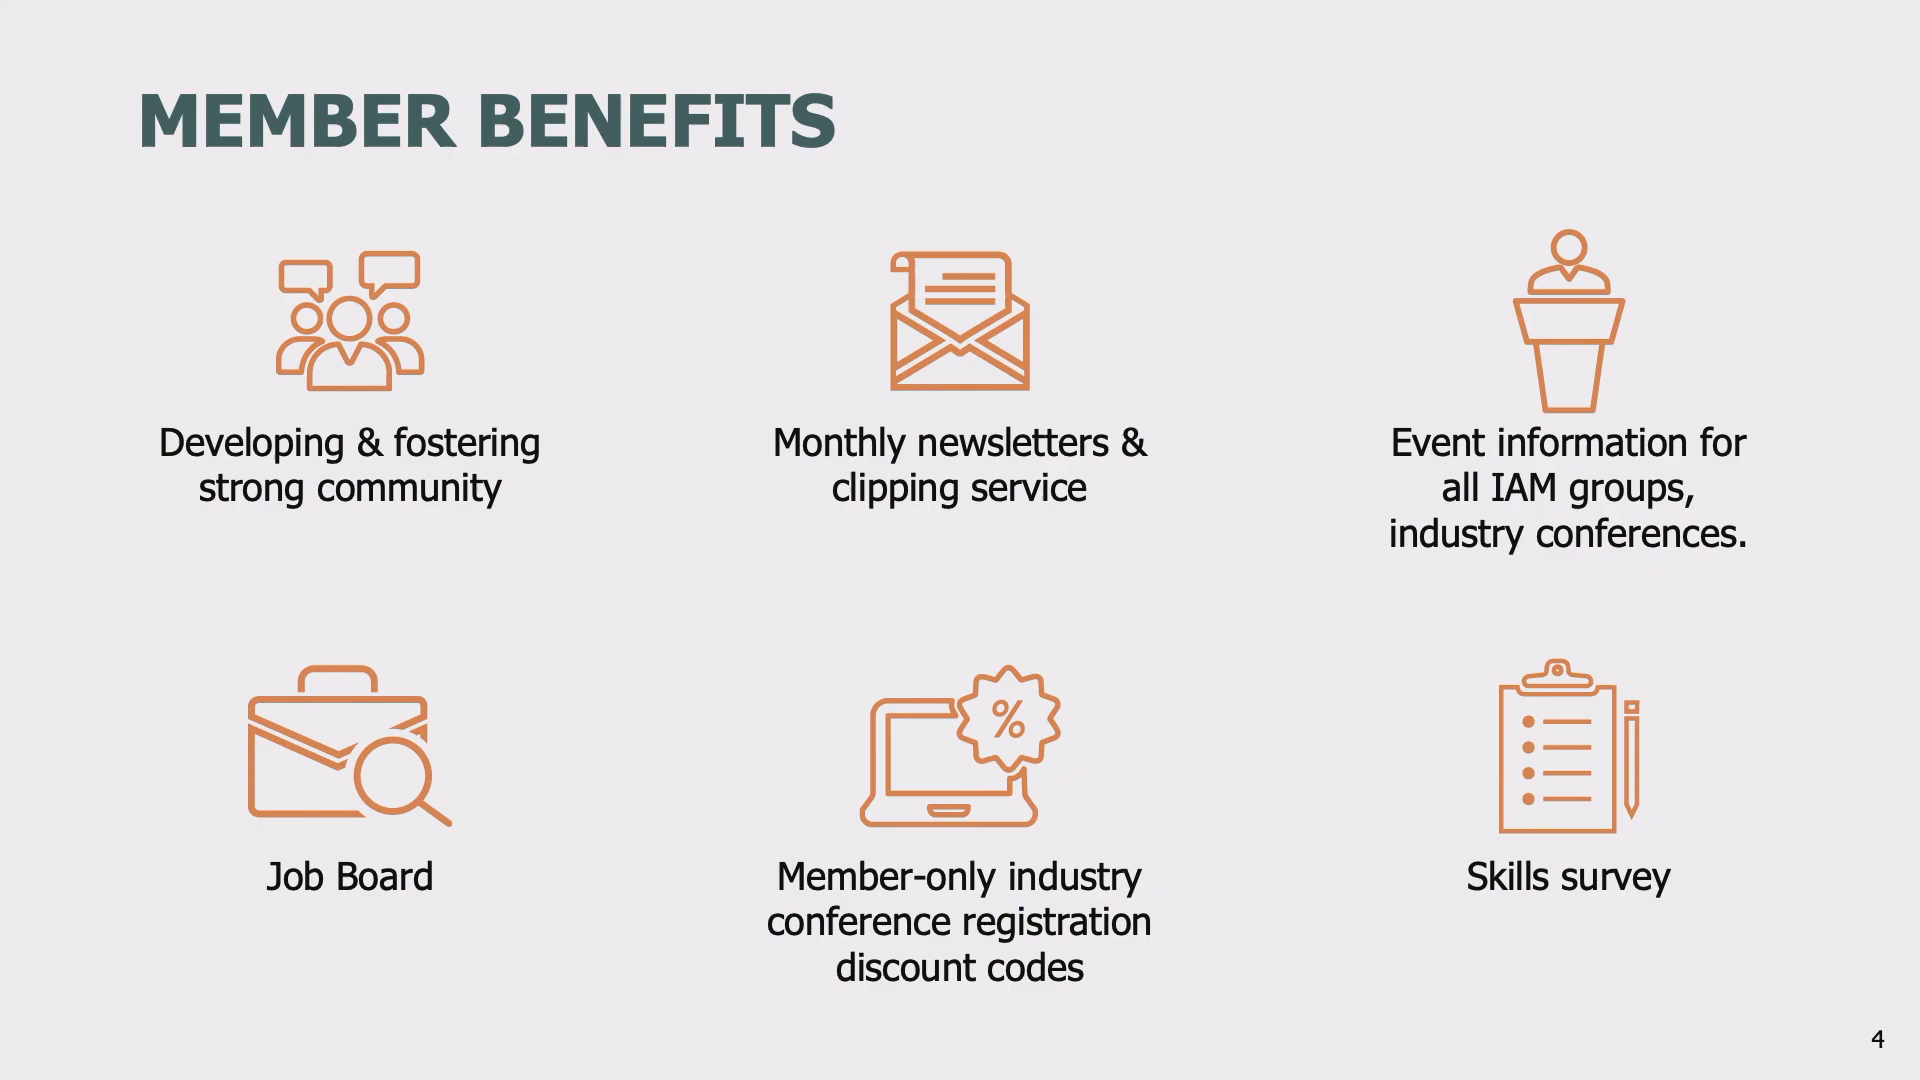 MEMBER BENEFITS
Developing & fostering
strong community
Monthly newsletters &
clipping service
Event information for
all IAM groups,
industry conferences.
%
Job Board
Member-only industry
conference registration
discount codes
Skills survey
4